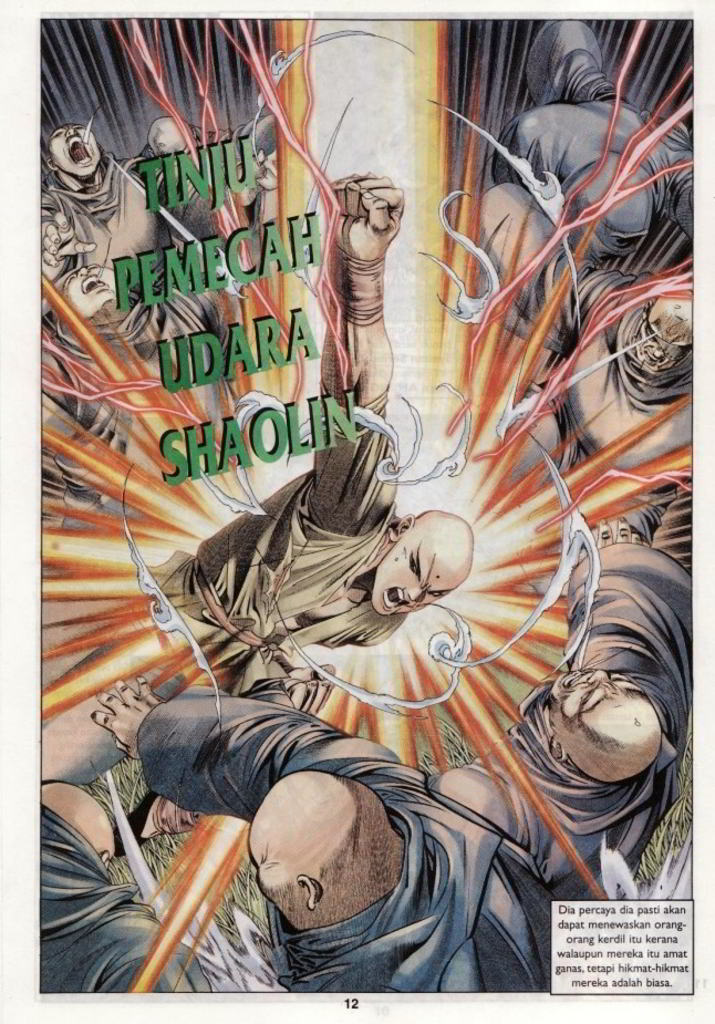 TINJU
PEMECAH
UDARA
SHAOLIN
Dia percaya dia pasti akan
dapat menewaskan orang-
orang kerdil itu kerana
walaupun mereka itu amat
ganas, tetapi hikmat-hikmat
mereka adalah biasa.
12